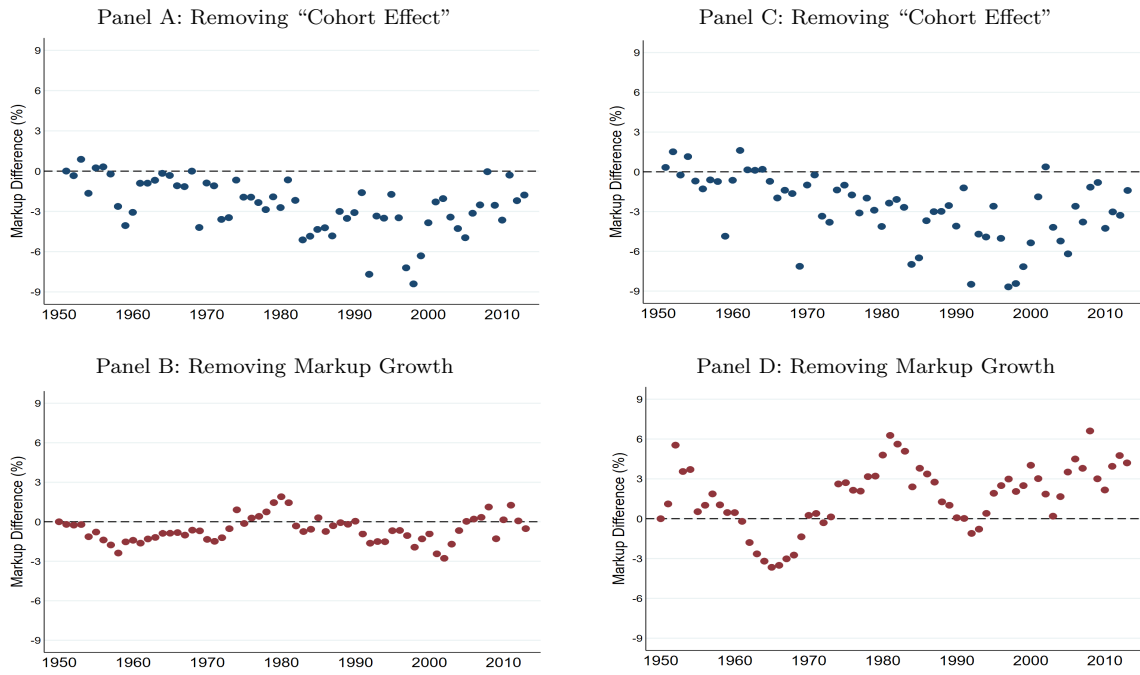 Panel A: Removing “Cohort Effect”
Markup Difference (%)
9
6
3
0
-3
-6
-9
1950 1960 1970 1980 1990 2000 2010
Panel C: Removing “Cohort Effect”
Markup Difference (%)
9
6
3
0
-3
-6
-9
1950 1960 1970 1980 1990 2000 2010
Panel B: Removing Markup Growth
Markup Difference (%)
9
6
3
0
-3
-6
-9
1950 1960 1970 1980 1990 2000 2010
Panel D: Removing Markup Growth
Markup Difference (%)
9
6
3
0
-3
-6
-9
1950 1960 1970 1980 1990 2000 2010